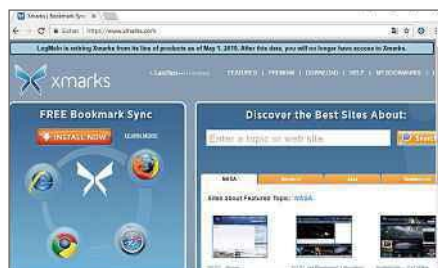 Xmarks | Bookmark Sync
https://www.xmarks.com
LogMeIn is retiring Xmarks from its line of products as of May 1, 2018. After this date, you will no longer have access to Xmarks.
xmarks
FEATURES | PREMIUM | DOWNLOAD | HELP | MY BOOKMARKS
FREE Bookmark Sync
INSTALL NOW
LEARN MORE
Discover the Best Sites About:
Enter a topic or web site
Search
NASA
Sites about Featured Topic: NASA